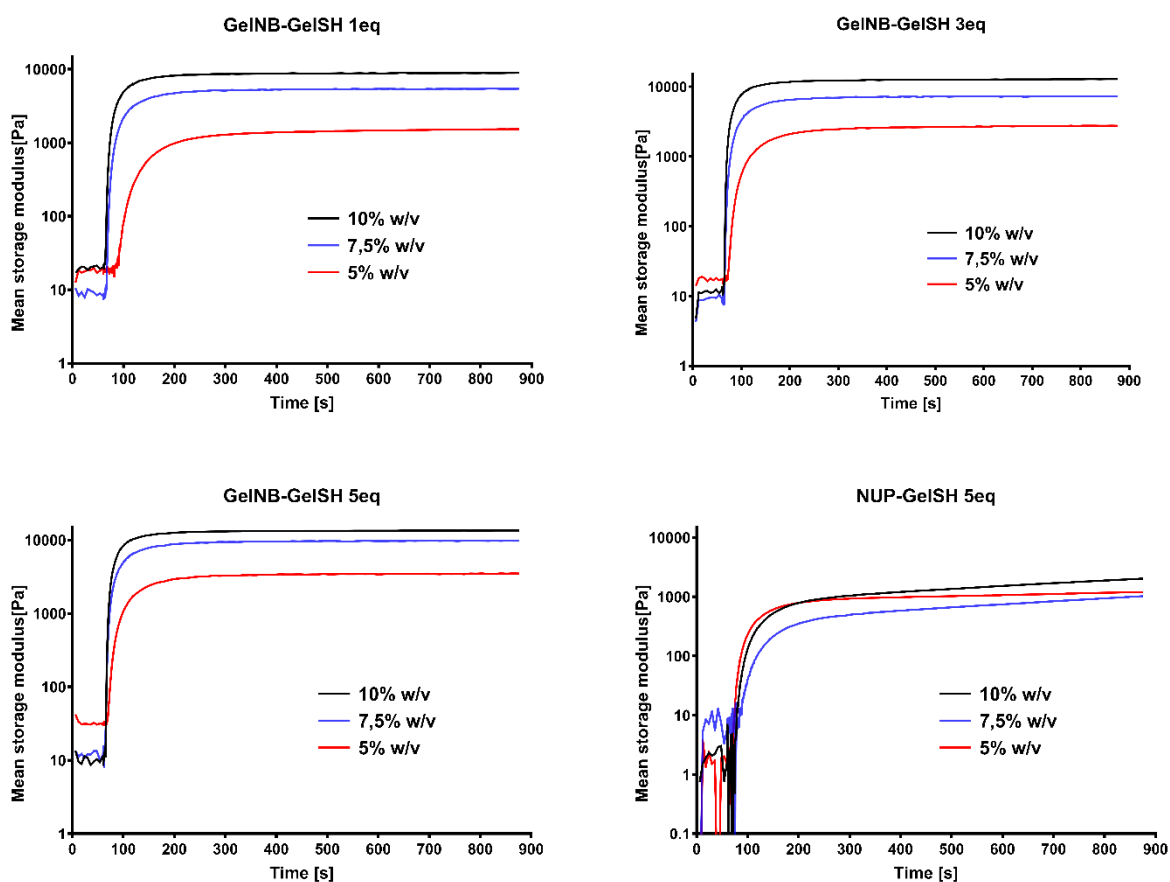 GelNB-GelSH 1eq
Mean storage modulus[Pa]
10000
1000
100
10
1
10% w/v
7,5% w/v
5% w/v
0 100 200 300 400 500 600 700 800 900
Time [s]
GelNB-GelSH 3eq
Mean storage modulus[Pa]
10000
1000
100
10
1
10% w/v
7,5% w/v
5% w/v
0 100 200 300 400 500 600 700 800 900
Time [s]
GelNB-GelSH 5eq
Mean storage modulus[Pa]
10000
1000
100
10
1
10% w/v
7,5% w/v
5% w/v
0 100 200 300 400 500 600 700 800 900
Time [s]
NUP-GelSH 5eq
Mean storage modulus[Pa]
10000
1000
100
10
1
0.1
10% w/v
7,5% w/v
5% w/v
0 100 200 300 400 500 600 700 800 900
Time [s]